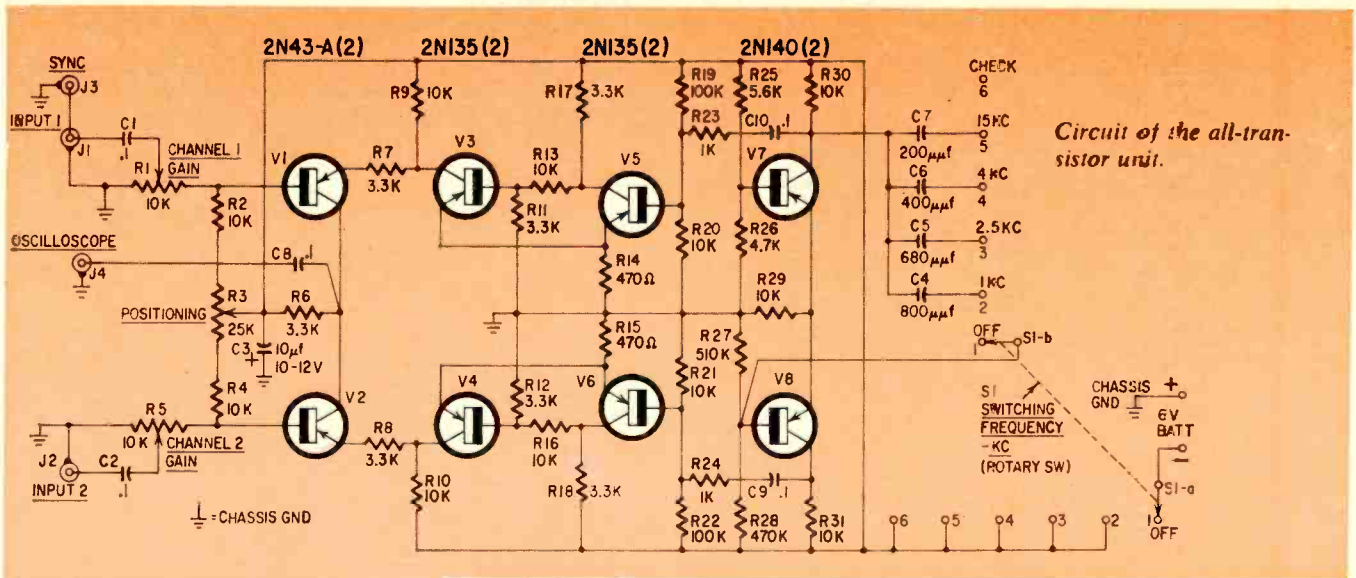 2N43-A(2) 2N135(2) 2N135(2) 2N140(2)
SYNC
J3
INPUT 1
J1
C1
.1
R1
10K
CHANNEL 1
GAIN
R2
10K
OSCILLOSCOPE
J4
C8 .1
R3
POSITIONING
25K
R6
3.3K
C3
+
10μf
10-12V
R4
10K
R5
10K
CHANNEL 2
GAIN
J2
INPUT 2
C2
.1
=CHASSIS GND
V1
R7
3.3K
R9
10K
V3
V2
R8
3.3K
R10
10K
V4
R11
3.3K
R13
10K
R17
3.3K
V5
R14
470Ω
R15
470Ω
R12
3.3K
R16
10K
V6
R18
3.3K
R19
100K
R23
1K
C10 .1
R25
5.6K
R30
10K
V7
R20
10K
R26
4.7K
R29
10K
R27
510K
R21
10K
V8
R24
1K
C9 .1
R22
100K
R28
470K
R31
10K
CHECK
6
C7
200μμf
15KC
5
C6
400μμf
4KC
4
C5
680μμf
2.5KC
3
C4
800μμf
1KC
2
OFF
1
S1-b
S1
SWITCHING
FREQUENCY
-KC
(ROTARY SW)
CHASSIS
GND
+
6V
BATT
-
S1-a
1
OFF
6 5 4 3 2
Circuit of the all-tran-
sistor unit.